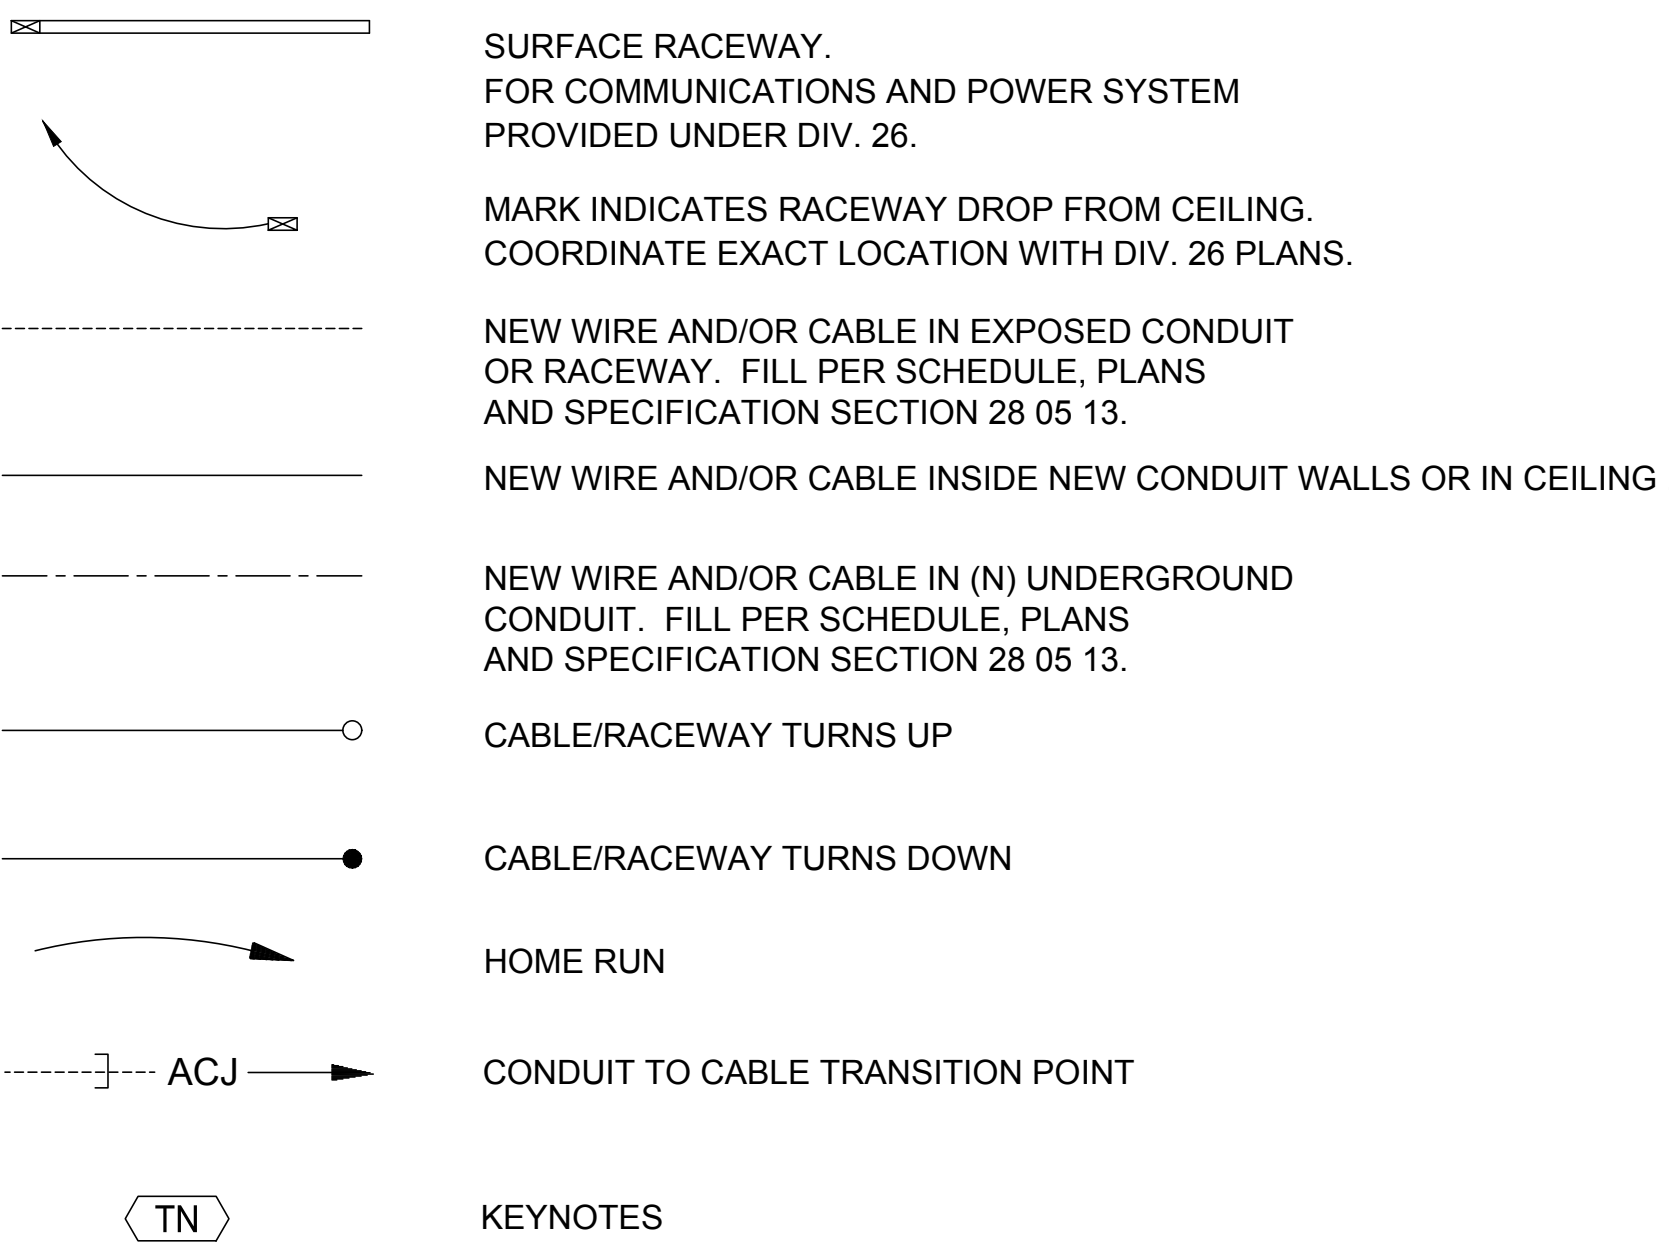 SURFACE RACEWAY.
FOR COMMUNICATIONS AND POWER SYSTEM
PROVIDED UNDER DIV. 26.
MARK INDICATES RACEWAY DROP FROM CEILING.
COORDINATE EXACT LOCATION WITH DIV. 26 PLANS.
NEW WIRE AND/OR CABLE IN EXPOSED CONDUIT
OR RACEWAY.  FILL PER SCHEDULE, PLANS
AND SPECIFICATION SECTION 28 05 13.
NEW WIRE AND/OR CABLE INSIDE NEW CONDUIT WALLS OR IN CEILING
NEW WIRE AND/OR CABLE IN (N) UNDERGROUND
CONDUIT.  FILL PER SCHEDULE, PLANS
AND SPECIFICATION SECTION 28 05 13.
CABLE/RACEWAY TURNS UP
CABLE/RACEWAY TURNS DOWN
HOME RUN
ACJ CONDUIT TO CABLE TRANSITION POINT
TN KEYNOTES